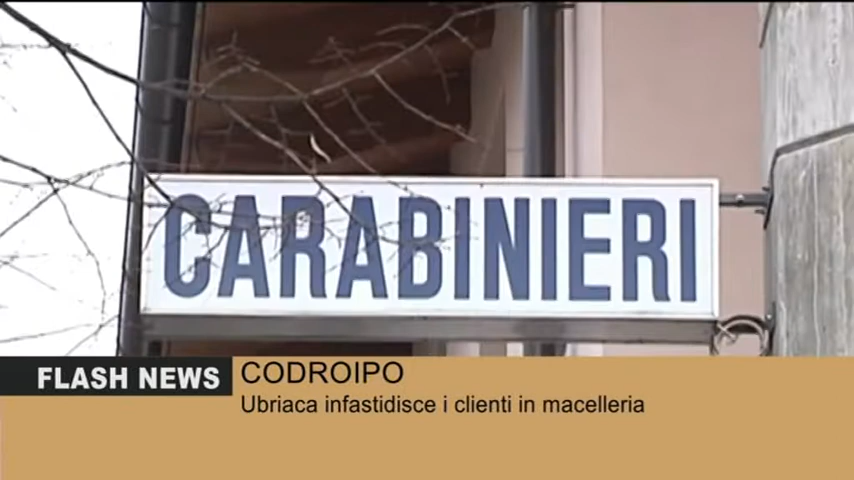 CARABINIERI
FLASH NEWS
CODROIPO
Ubriaca infastidisce i clienti in macelleria